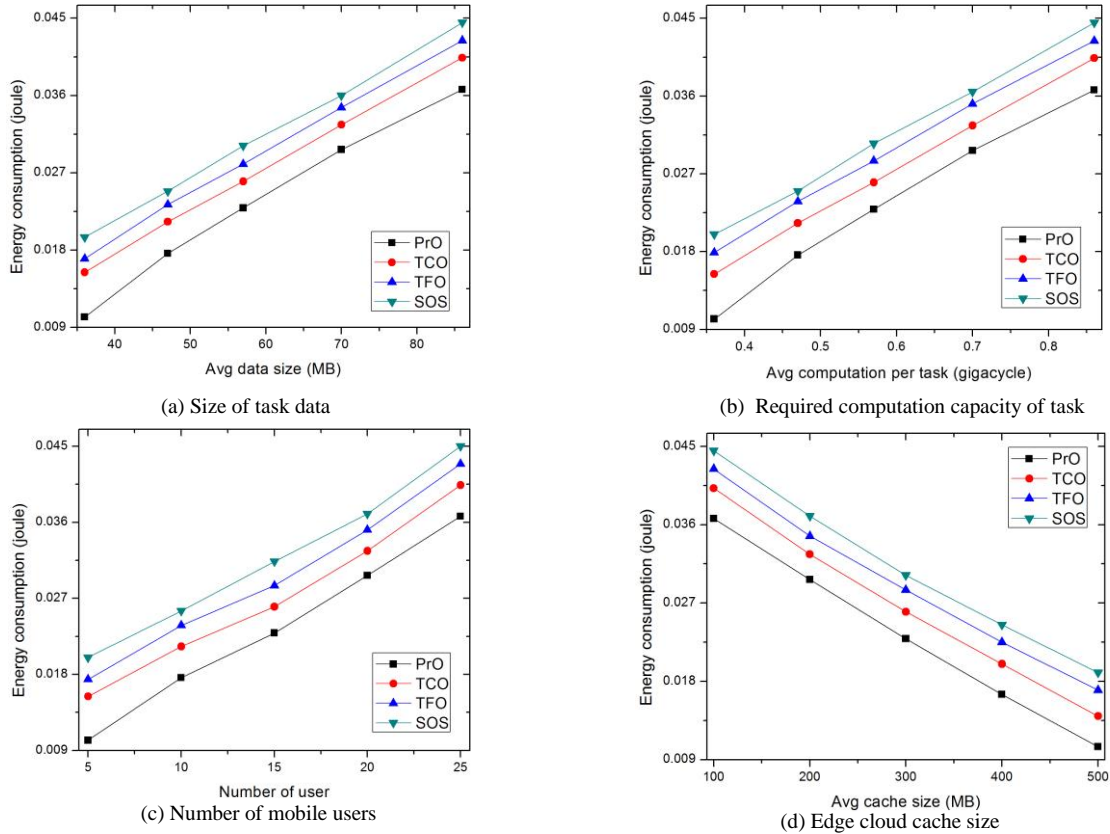 0.045
0.036
0.027
0.018
0.009
Energy consumption (joule)
PrO
TCO
TFO
SOS
40 50 60 70 80
Avg data size (MB)
(a) Size of task data
0.045
0.036
0.027
0.018
0.009
Energy consumption (joule)
PrO
TCO
TFO
SOS
0.4 0.5 0.6 0.7 0.8
Avg computation per task (gigacycle)
(b) Required computation capacity of task
0.045
0.036
0.027
0.018
0.009
Energy consumption (joule)
PrO
TCO
TFO
SOS
5 10 15 20 25
Number of user
(c) Number of mobile users
0.045
0.036
0.027
0.018
0.009
Energy consumption (joule)
PrO
TCO
TFO
SOS
100 200 300 400 500
Avg cache size (MB)
(d) Edge cloud cache size